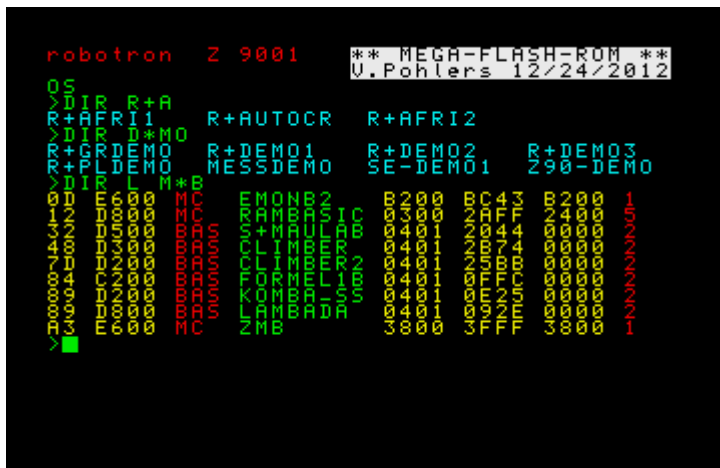 robotron Z 9001 ** MEGA-FLASH-ROM **
V.Pohlers 12/24/2012
OS
>DIR R+A
R+AFRI1 R+AUTOCR R+AFRI2
>DIR D*MO
R+GRDEMO R+DEMO1 R+DEMO2 R+DEMO3
R+PLDEMO MESSDEMO SE-DEMO1 Z90-DEMO
>DIR L M*B
0D E600 MC EMONB2 B200 BC43 B200 1
12 D800 MC RAMBASIC 0300 2AFF 2400 5
32 D500 BAS S+MAULAB 0401 2044 0000 2
48 D300 BAS CLIMBER 0401 2B74 0000 2
7D D200 BAS CLIMBER2 0401 25BB 0000 2
84 C200 BAS FORMEL1B 0401 0FFC 0000 2
89 D200 BAS KOMBA_SS 0401 0E25 0000 2
89 D800 BAS LAMBADA 0401 092E 0000 2
A3 E600 MC ZMB 3800 3FFF 3800 1
>